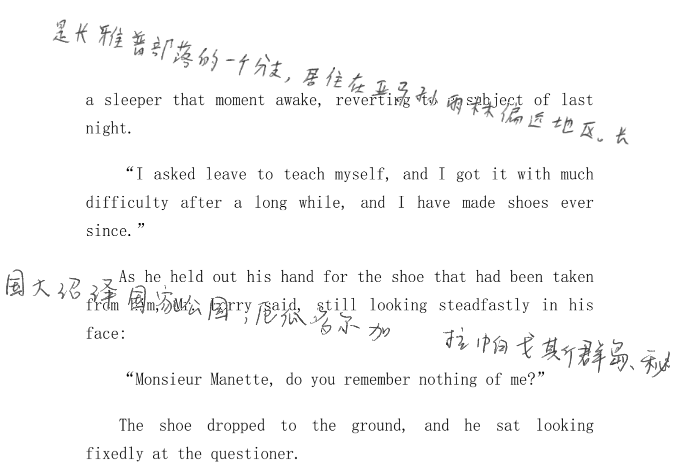 是长雅普部落的一个分支，居住在亚马孙雨林偏远地区。长
a sleeper that moment awake, reverting to the subject of last
night.
“I asked leave to teach myself, and I got it with much
difficulty after a long while, and I have made shoes ever
since.”
As he held out his hand for the shoe that had been taken
国大沼泽国家公园；厄瓜多尔加
from him, Mr. Lorry said, still looking steadfastly in his
face:
拉帕戈斯群岛、秘
“Monsieur Manette, do you remember nothing of me?”
The shoe dropped to the ground, and he sat looking
fixedly at the questioner.